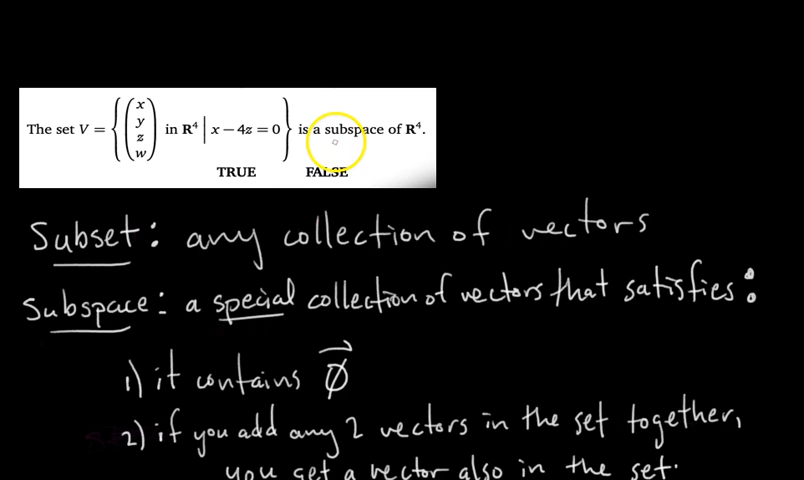 The set V = { (x y z w) in R⁴ | x − 4z = 0 } is a subspace of R⁴.
TRUE FALSE
Subset: any collection of vectors
Subspace: a special collection of vectors that satisfies:
1) it contains 0⃗
2) if you add any 2 vectors in the set together,
you get a vector also in the set.